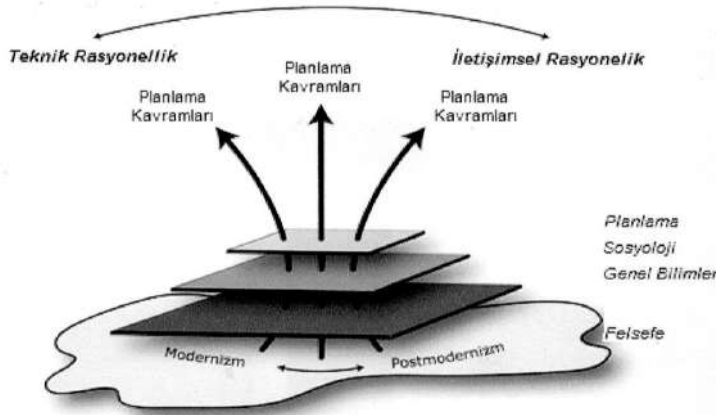 Teknik Rasyonellik
İletişimsel Rasyonelik
Planlama
Kavramları
Planlama
Kavramları
Planlama
Kavramları
Planlama
Sosyoloji
Genel Bilimler
Felsefe
Modernizm
Postmodernizm